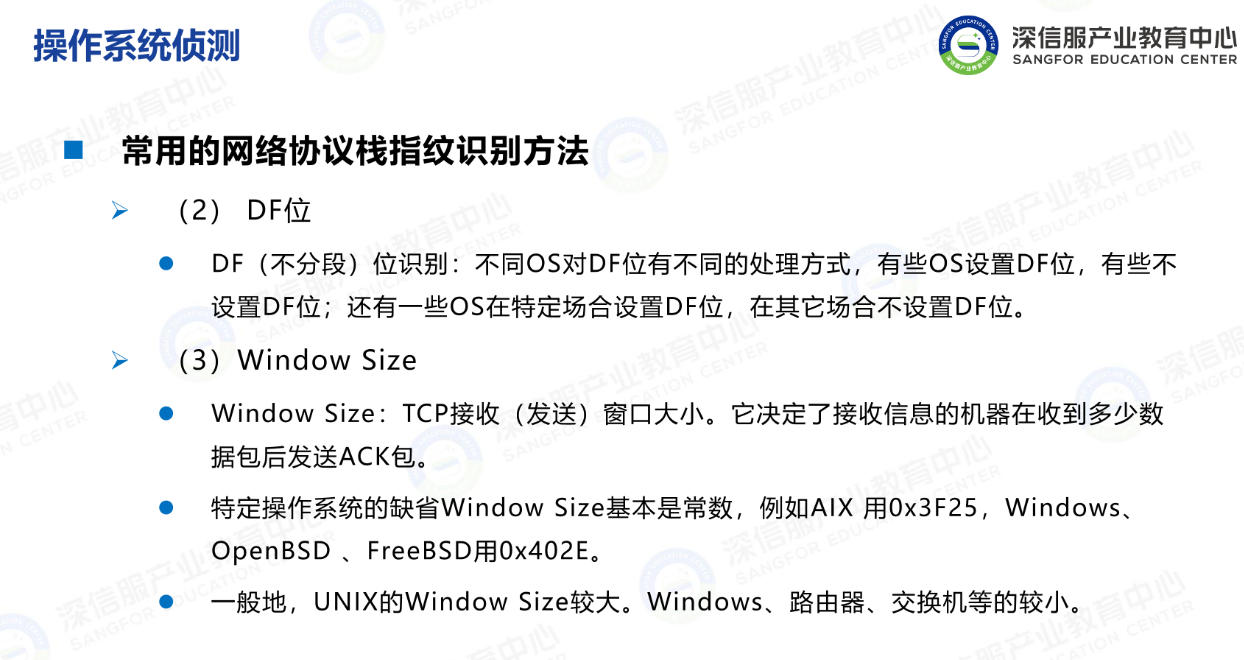 操作系统侦测
深信服产业教育中心
SANGFOR EDUCATION CENTER
常用的网络协议栈指纹识别方法
（2） DF位
DF（不分段）位识别：不同OS对DF位有不同的处理方式，有些OS设置DF位，有些不
设置DF位；还有一些OS在特定场合设置DF位，在其它场合不设置DF位。
（3）Window Size
Window Size：TCP接收（发送）窗口大小。它决定了接收信息的机器在收到多少数
据包后发送ACK包。
特定操作系统的缺省Window Size基本是常数，例如AIX 用0x3F25，Windows、
OpenBSD 、FreeBSD用0x402E。
一般地，UNIX的Window Size较大。Windows、路由器、交换机等的较小。